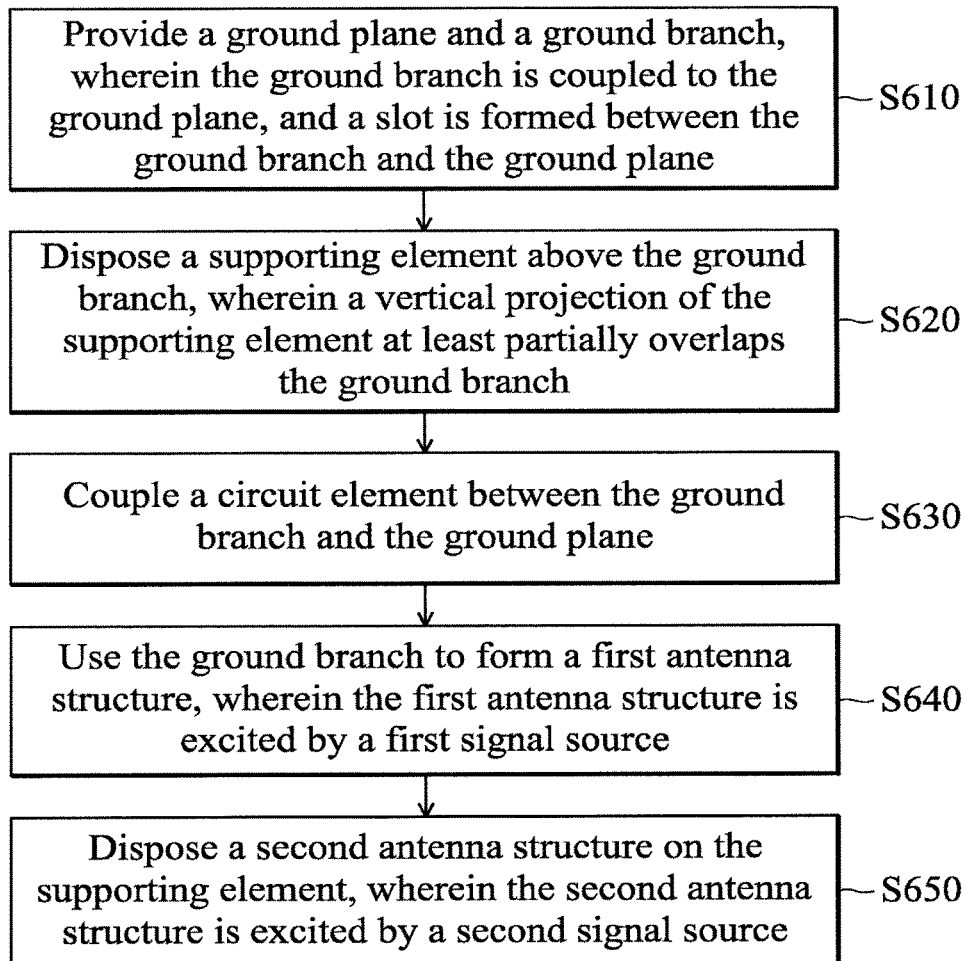 Provide a ground plane and a ground branch,
wherein the ground branch is coupled to the
ground plane, and a slot is formed between the
ground branch and the ground plane
S610
Dispose a supporting element above the ground
branch, wherein a vertical projection of the
supporting element at least partially overlaps
the ground branch
S620
Couple a circuit element between the ground
branch and the ground plane
S630
Use the ground branch to form a first antenna
structure, wherein the first antenna structure is
excited by a first signal source
S640
Dispose a second antenna structure on the
supporting element, wherein the second antenna
structure is excited by a second signal source
S650